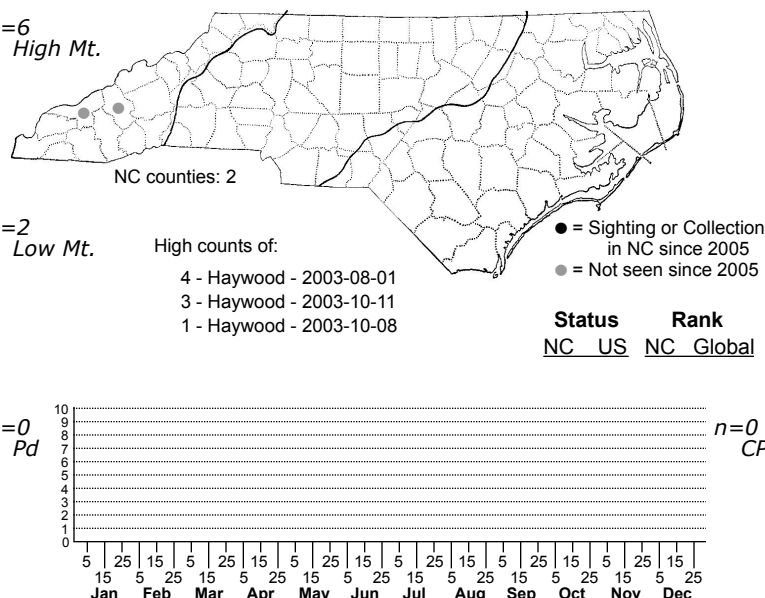 =6
High Mt.
NC counties: 2
=2
Low Mt.
High counts of:
4 - Haywood - 2003-08-01
3 - Haywood - 2003-10-11
1 - Haywood - 2003-10-08
● = Sighting or Collection
in NC since 2005
● = Not seen since 2005
Status Rank
NC US NC Global
=0
Pd
n=0
CP
10
9
8
7
6
5
4
3
2
1
0
5 25 15 5 25 15 5 25 15 5 25 15 5 25 15 5 25 15
15 5 25 15 5 25 15 5 25 15 5 25 15 5 25 15 5 25
Jan Feb Mar Apr May Jun Jul Aug Sep Oct Nov Dec